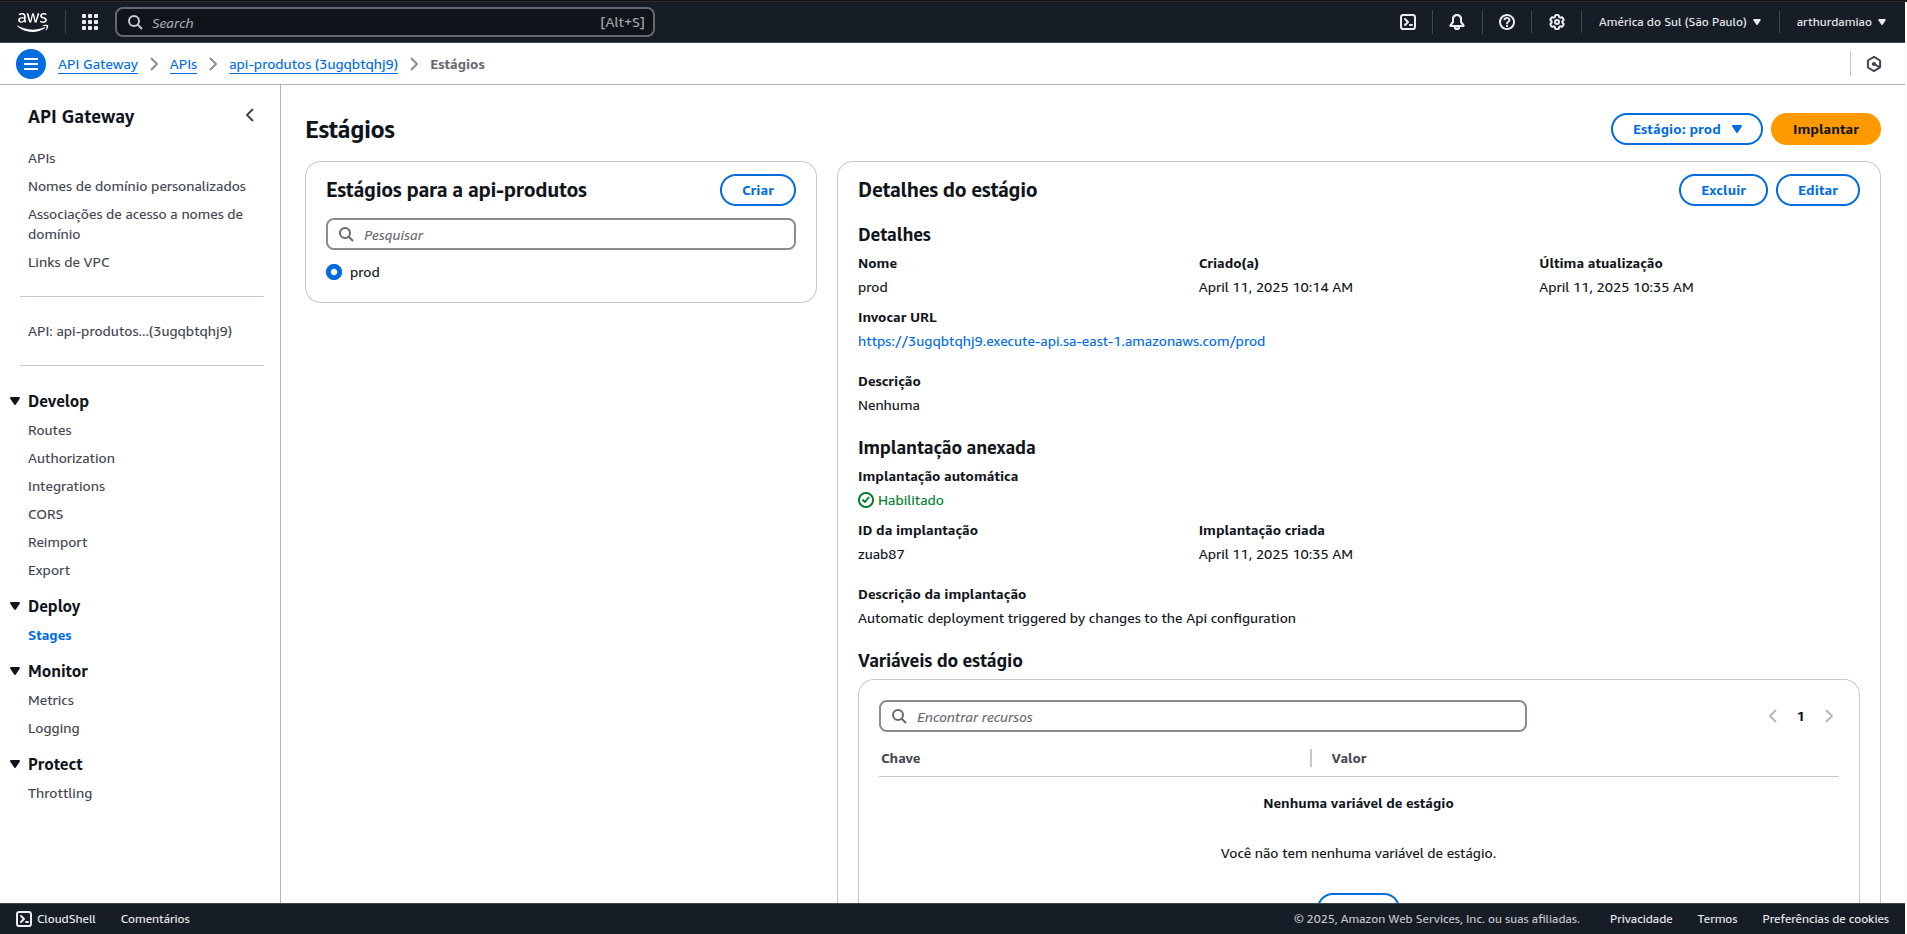 aws
Search
[Alt+S]
América do Sul (São Paulo)
arthurdamiao
API Gateway
APIs
api-produtos (3ugqbtqhj9)
Estágios
API Gateway
APIs
Nomes de domínio personalizados
Associações de acesso a nomes de
domínio
Links de VPC
API: api-produtos...(3ugqbtqhj9)
Develop
Routes
Authorization
Integrations
CORS
Reimport
Export
Deploy
Stages
Monitor
Metrics
Logging
Protect
Throttling
Estágios
Estágio: prod
Implantar
Estágios para a api-produtos
Criar
Pesquisar
prod
Detalhes do estágio
Excluir
Editar
Detalhes
Nome
prod
Criado(a)
April 11, 2025 10:14 AM
Última atualização
April 11, 2025 10:35 AM
Invocar URL
https://3ugqbtqhj9.execute-api.sa-east-1.amazonaws.com/prod
Descrição
Nenhuma
Implantação anexada
Implantação automática
Habilitado
ID da implantação
zuab87
Implantação criada
April 11, 2025 10:35 AM
Descrição da implantação
Automatic deployment triggered by changes to the Api configuration
Variáveis do estágio
Encontrar recursos
1
Chave
Valor
Nenhuma variável de estágio
Você não tem nenhuma variável de estágio.
CloudShell
Comentários
© 2025, Amazon Web Services, Inc. ou suas afiliadas.
Privacidade
Termos
Preferências de cookies